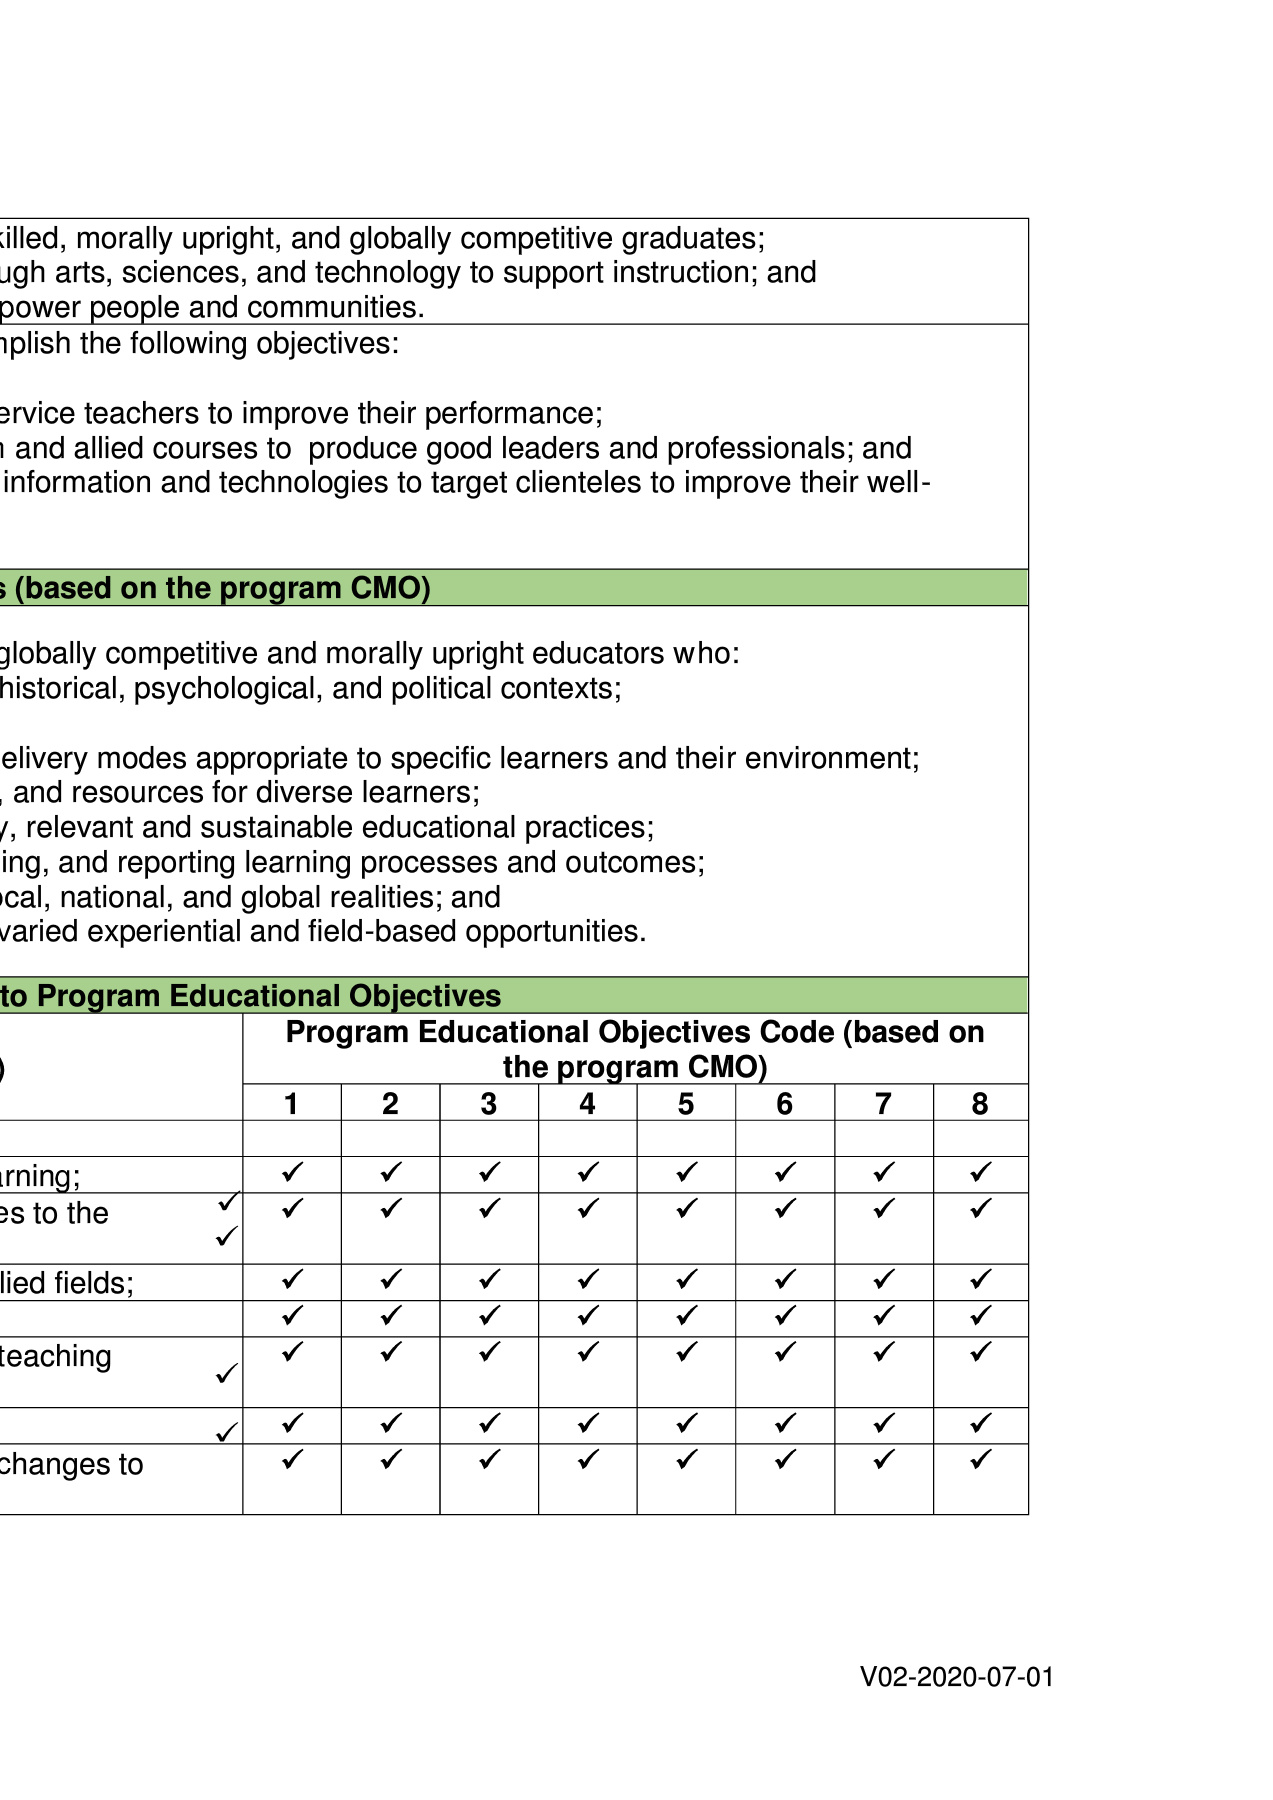 killed, morally upright, and globally competitive graduates;
ugh arts, sciences, and technology to support instruction; and
power people and communities.
mplish the following objectives:
ervice teachers to improve their performance;
n and allied courses to  produce good leaders and professionals; and
information and technologies to target clienteles to improve their well-
s (based on the program CMO)
globally competitive and morally upright educators who:
historical, psychological, and political contexts;
elivery modes appropriate to specific learners and their environment;
, and resources for diverse learners;
y, relevant and sustainable educational practices;
ing, and reporting learning processes and outcomes;
ocal, national, and global realities; and
varied experiential and field-based opportunities.
to Program Educational Objectives
Program Educational Objectives Code (based on
the program CMO)
)
1 2 3 4 5 6 7 8
arning; ✓ ✓ ✓ ✓ ✓ ✓ ✓ ✓
es to the ✓ ✓ ✓ ✓ ✓ ✓ ✓ ✓ ✓
✓
lied fields; ✓ ✓ ✓ ✓ ✓ ✓ ✓ ✓
✓ ✓ ✓ ✓ ✓ ✓ ✓ ✓
teaching ✓ ✓ ✓ ✓ ✓ ✓ ✓ ✓
✓
✓ ✓ ✓ ✓ ✓ ✓ ✓ ✓ ✓
changes to ✓ ✓ ✓ ✓ ✓ ✓ ✓ ✓
V02-2020-07-01